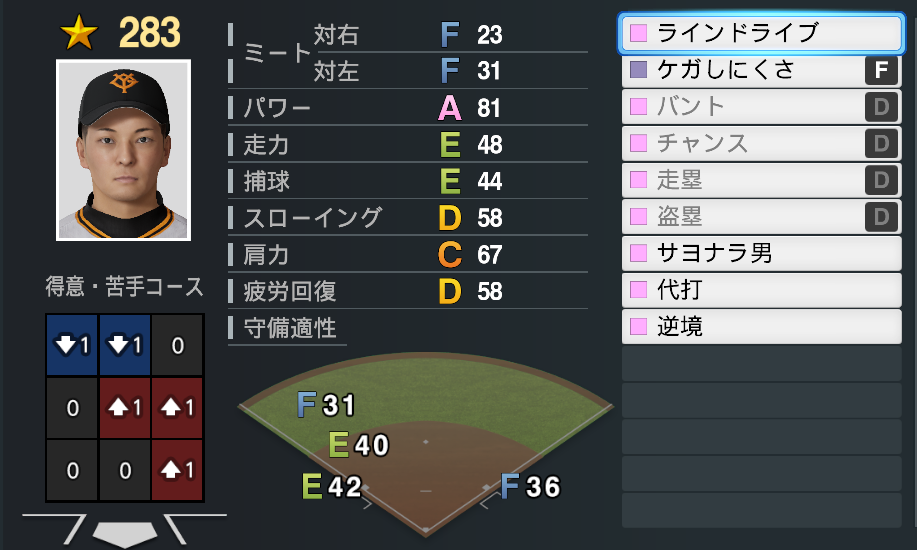 283
ミート
対右 F 23
対左 F 31
パワー A 81
走力 E 48
捕球 E 44
スローイング D 58
肩力 C 67
疲労回復 D 58
守備適性
F 31
E 40
E 42
F 36
得意・苦手コース
1 1 0
0 1 1
0 0 1
ラインドライブ
ケガしにくさ F
バント D
チャンス D
走塁 D
盗塁 D
サヨナラ男
代打
逆境